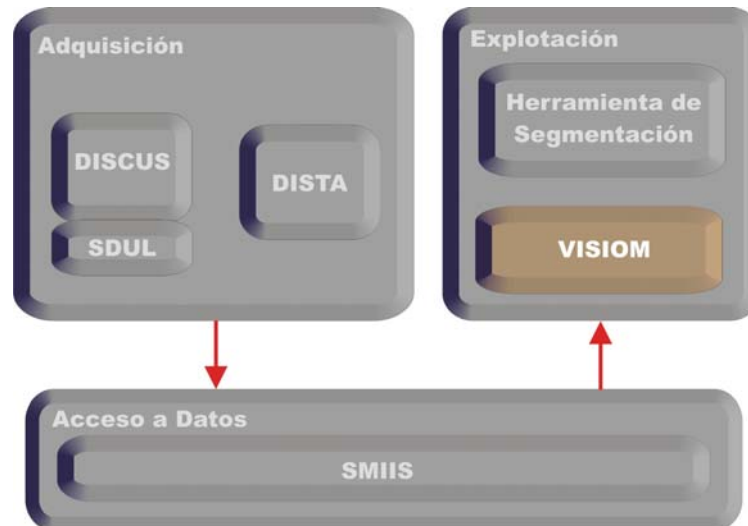 Adquisición
DISCUS
SDUL
DISTA
Explotación
Herramienta de
Segmentación
VISIOM
Acceso a Datos
SMIIS